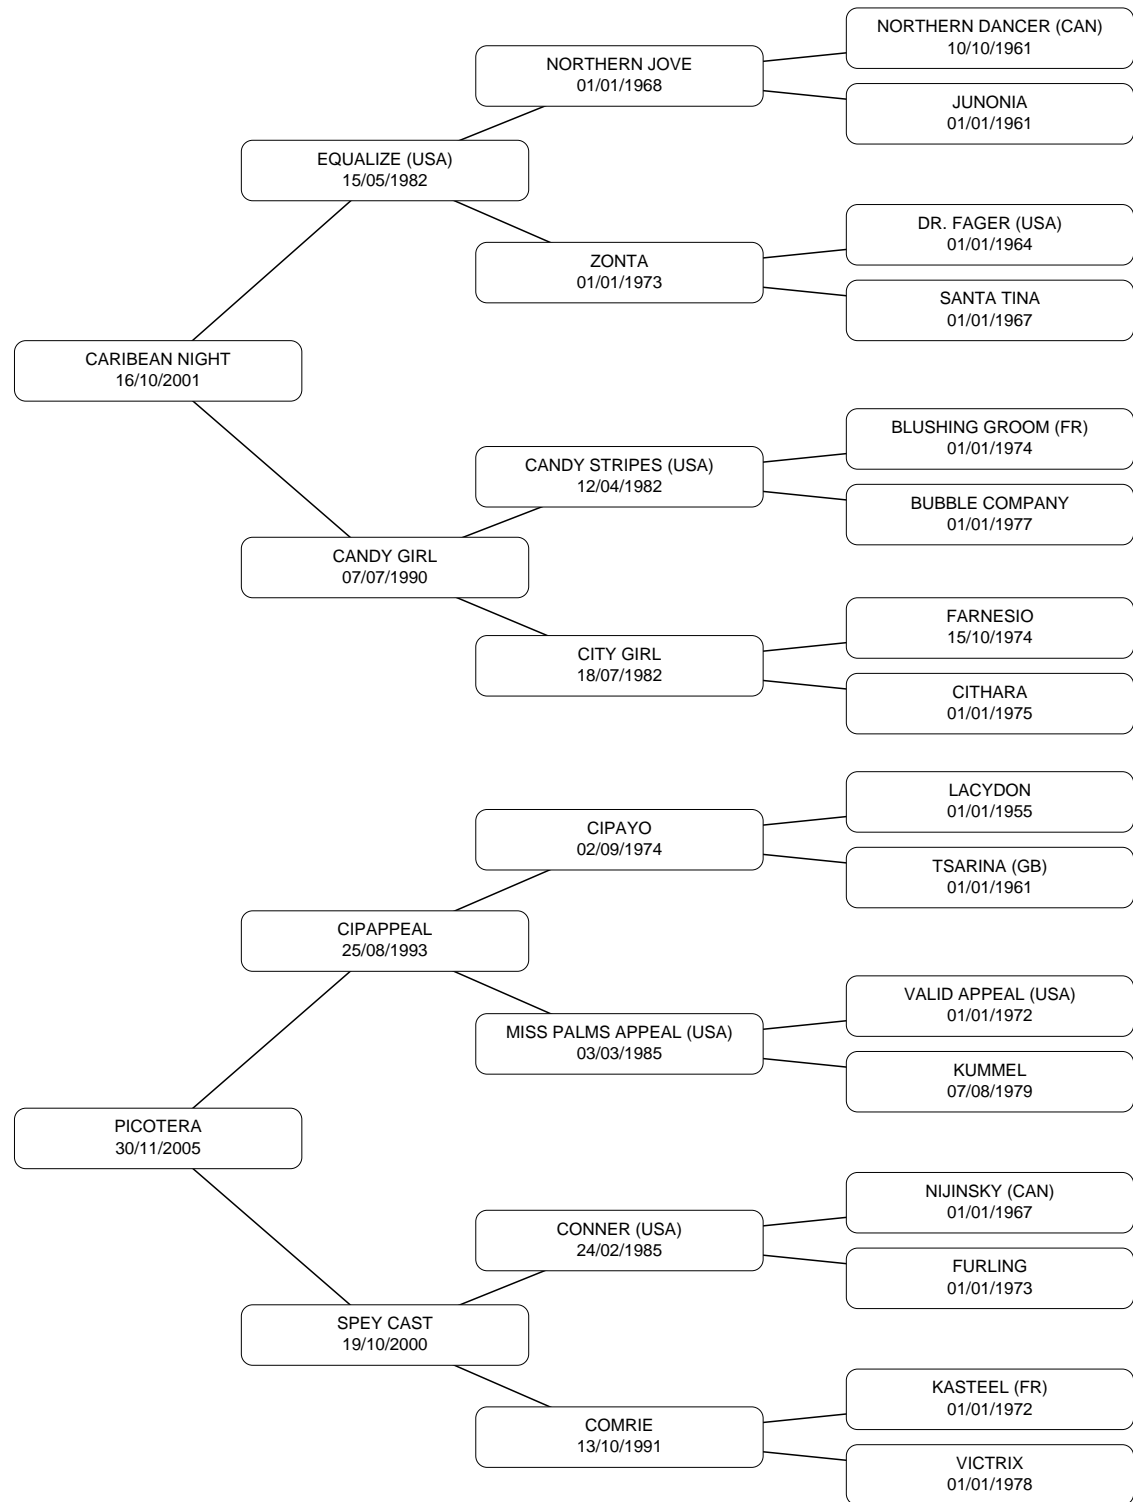 NORTHERN DANCER (CAN)
10/10/1961
NORTHERN JOVE
01/01/1968
JUNONIA
01/01/1961
EQUALIZE (USA)
15/05/1982
DR. FAGER (USA)
01/01/1964
ZONTA
01/01/1973
SANTA TINA
01/01/1967
CARIBEAN NIGHT
16/10/2001
BLUSHING GROOM (FR)
01/01/1974
CANDY STRIPES (USA)
12/04/1982
BUBBLE COMPANY
01/01/1977
CANDY GIRL
07/07/1990
FARNESIO
15/10/1974
CITY GIRL
18/07/1982
CITHARA
01/01/1975
LACYDON
01/01/1955
CIPAYO
02/09/1974
TSARINA (GB)
01/01/1961
CIPAPPEAL
25/08/1993
VALID APPEAL (USA)
01/01/1972
MISS PALMS APPEAL (USA)
03/03/1985
KUMMEL
07/08/1979
PICOTERA
30/11/2005
NIJINSKY (CAN)
01/01/1967
CONNER (USA)
24/02/1985
FURLING
01/01/1973
SPEY CAST
19/10/2000
KASTEEL (FR)
01/01/1972
COMRIE
13/10/1991
VICTRIX
01/01/1978